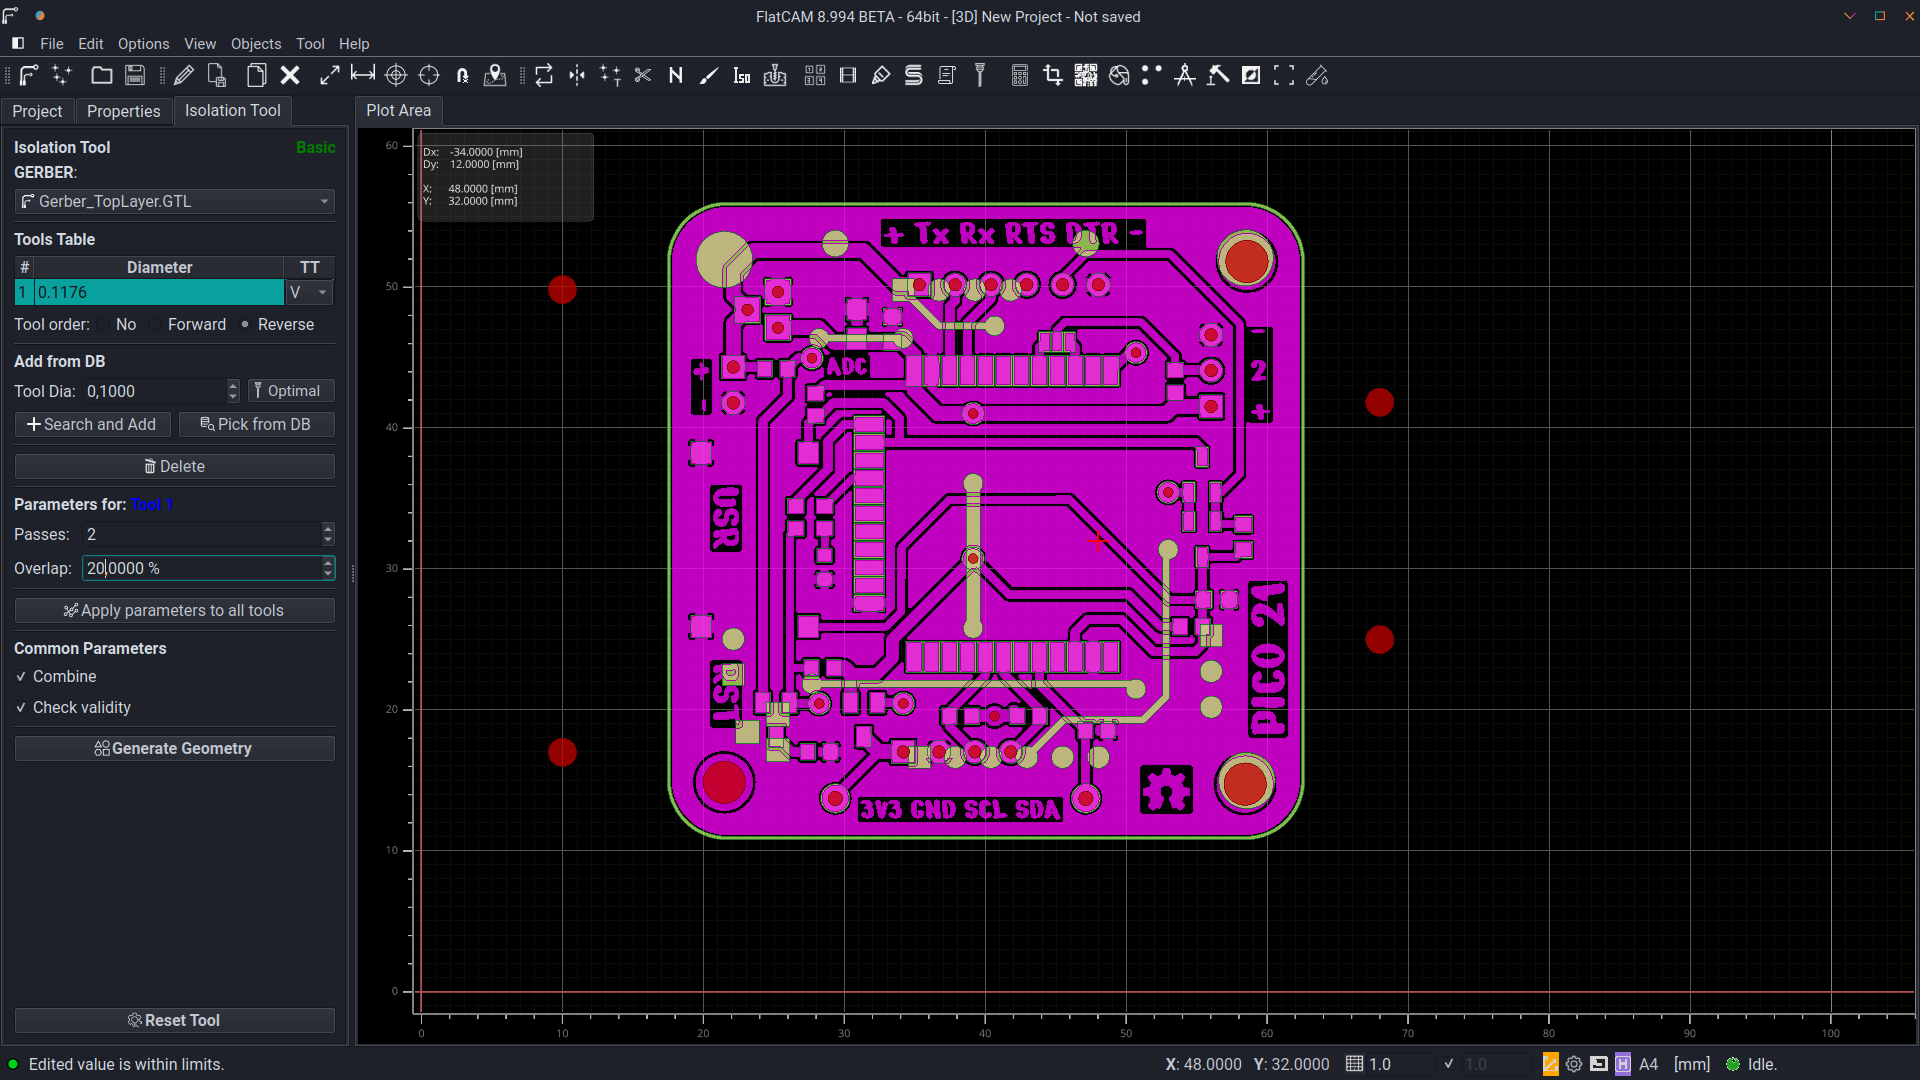 FlatCAM 8.994 BETA - 64bit - [3D] New Project - Not saved
File Edit Options View Objects Tool Help
Iso
Project Properties Isolation Tool Plot Area
Isolation Tool Basic
GERBER:
Gerber_TopLayer.GTL
Tools Table
# Diameter TT
1 0.1176 V
Tool order: No Forward Reverse
Add from DB
Tool Dia: 0,1000 Optimal
Search and Add Pick from DB
Delete
Parameters for: Tool 1
Passes: 2
Overlap: 20,0000 %
Apply parameters to all tools
Common Parameters
Combine
Check validity
Generate Geometry
Reset Tool
Dx: -34.0000 [mm]
Dy: 12.0000 [mm]
X: 48.0000 [mm]
Y: 32.0000 [mm]
60
50
40
30
20
10
0
0 10 20 30 40 50 60 70 80 90 100
+ Tx Rx RTS DTR -
+ -
ADC
- 2 +
USR
RST
PICO 21
3V3 GND SCL SDA
Edited value is within limits.
X: 48.0000 Y: 32.0000 1.0 1.0 H A4 [mm] Idle.